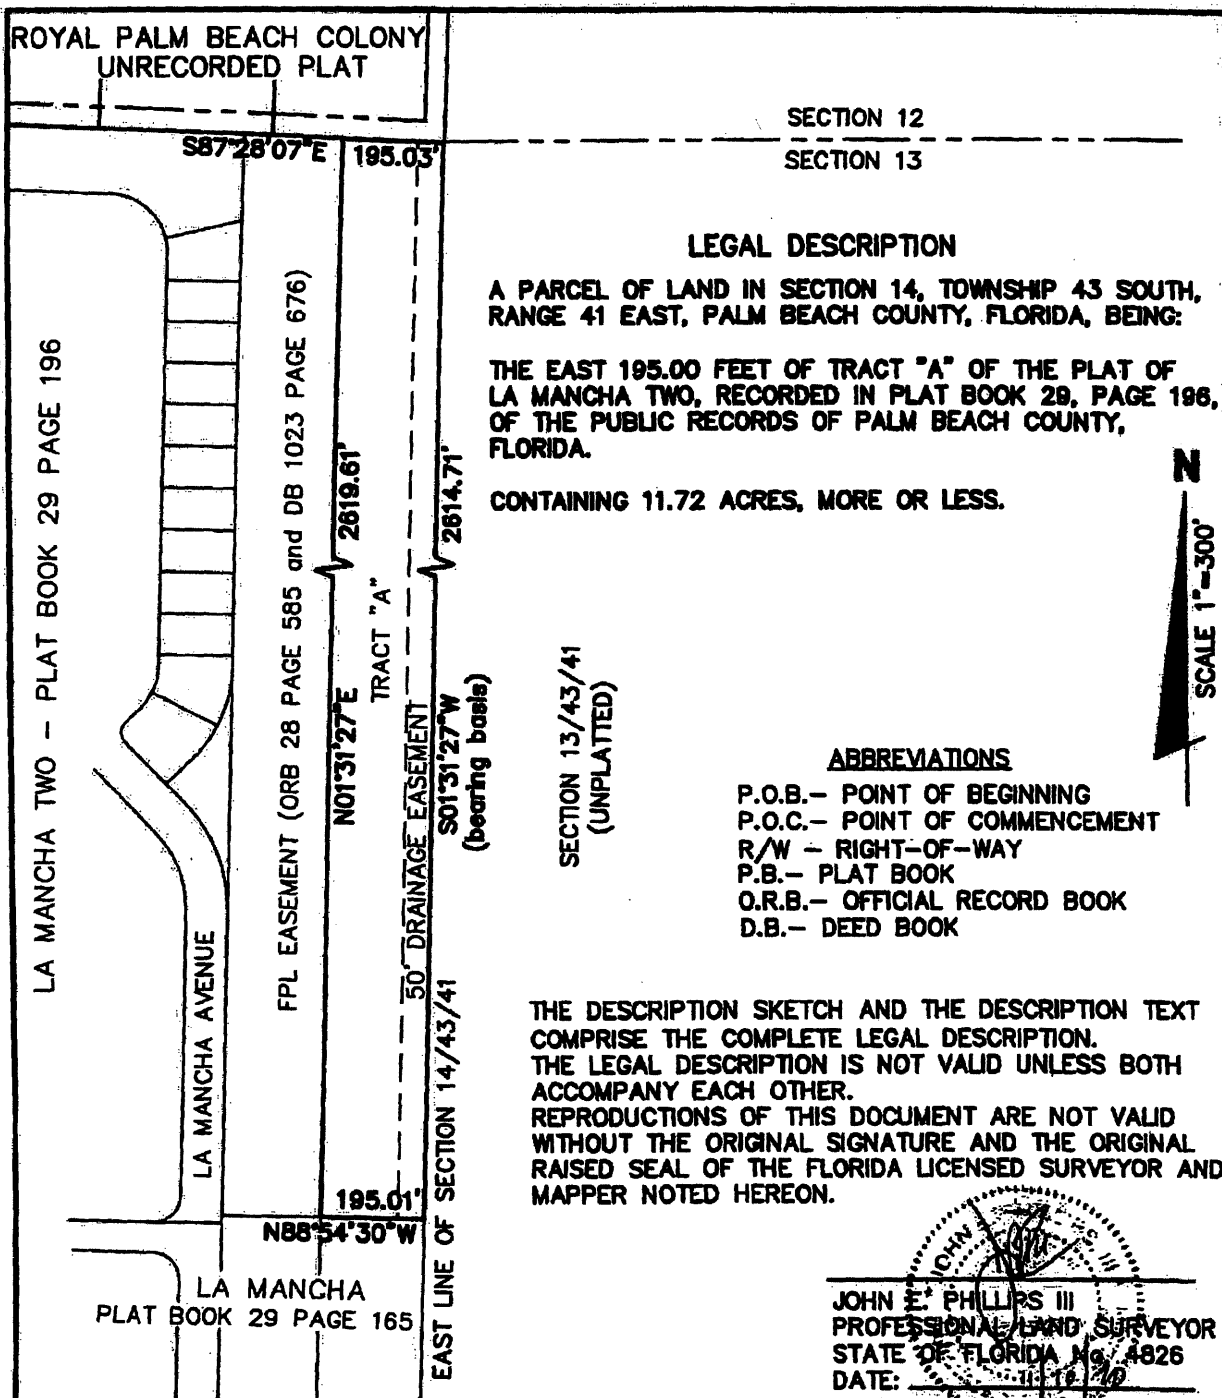 ROYAL PALM BEACH COLONY
UNRECORDED PLAT
SECTION 12
SECTION 13
S87°28'07"E
195.03'
LEGAL DESCRIPTION
A PARCEL OF LAND IN SECTION 14, TOWNSHIP 43 SOUTH,
RANGE 41 EAST, PALM BEACH COUNTY, FLORIDA, BEING:
THE EAST 195.00 FEET OF TRACT "A" OF THE PLAT OF
LA MANCHA TWO, RECORDED IN PLAT BOOK 29, PAGE 196,
OF THE PUBLIC RECORDS OF PALM BEACH COUNTY,
FLORIDA.
CONTAINING 11.72 ACRES, MORE OR LESS.
LA MANCHA TWO - PLAT BOOK 29 PAGE 196
FPL EASEMENT (ORB 28 PAGE 585 and DB 1023 PAGE 676)
N01°31'27"E
2619.61'
TRACT "A"
50' DRAINAGE EASEMENT
2614.71'
S01°31'27"W
(bearing basis)
SECTION 13/43/41
(UNPLATTED)
N
SCALE 1"=300'
ABBREVIATIONS
P.O.B.- POINT OF BEGINNING
P.O.C.- POINT OF COMMENCEMENT
R/W - RIGHT-OF-WAY
P.B.- PLAT BOOK
O.R.B.- OFFICIAL RECORD BOOK
D.B.- DEED BOOK
LA MANCHA AVENUE
EAST LINE OF SECTION 14/43/41
THE DESCRIPTION SKETCH AND THE DESCRIPTION TEXT
COMPRISE THE COMPLETE LEGAL DESCRIPTION.
THE LEGAL DESCRIPTION IS NOT VALID UNLESS BOTH
ACCOMPANY EACH OTHER.
REPRODUCTIONS OF THIS DOCUMENT ARE NOT VALID
WITHOUT THE ORIGINAL SIGNATURE AND THE ORIGINAL
RAISED SEAL OF THE FLORIDA LICENSED SURVEYOR AND
MAPPER NOTED HEREON.
195.01'
N88°54'30"W
LA MANCHA
PLAT BOOK 29 PAGE 165
JOHN E. PHILLIPS III
PROFESSIONAL LAND SURVEYOR
STATE OF FLORIDA No. 4826
DATE: